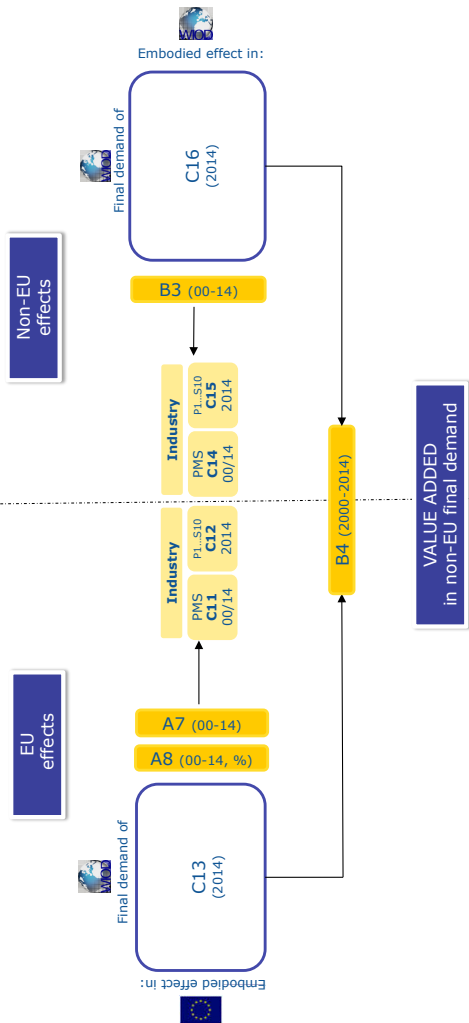 EU
effects
Non-EU
effects
WIOD
Final demand of
Embodied effect in:
C13
(2014)
A8 (00-14, %)
A7 (00-14)
Industry
PMS
C11
00/14
P1...S10
C12
2014
Industry
PMS
C14
00/14
P1...S10
C15
2014
B3 (00-14)
WIOD
Final demand of
Embodied effect in:
WIOD
C16
(2014)
B4 (2000-2014)
VALUE ADDED
in non-EU final demand